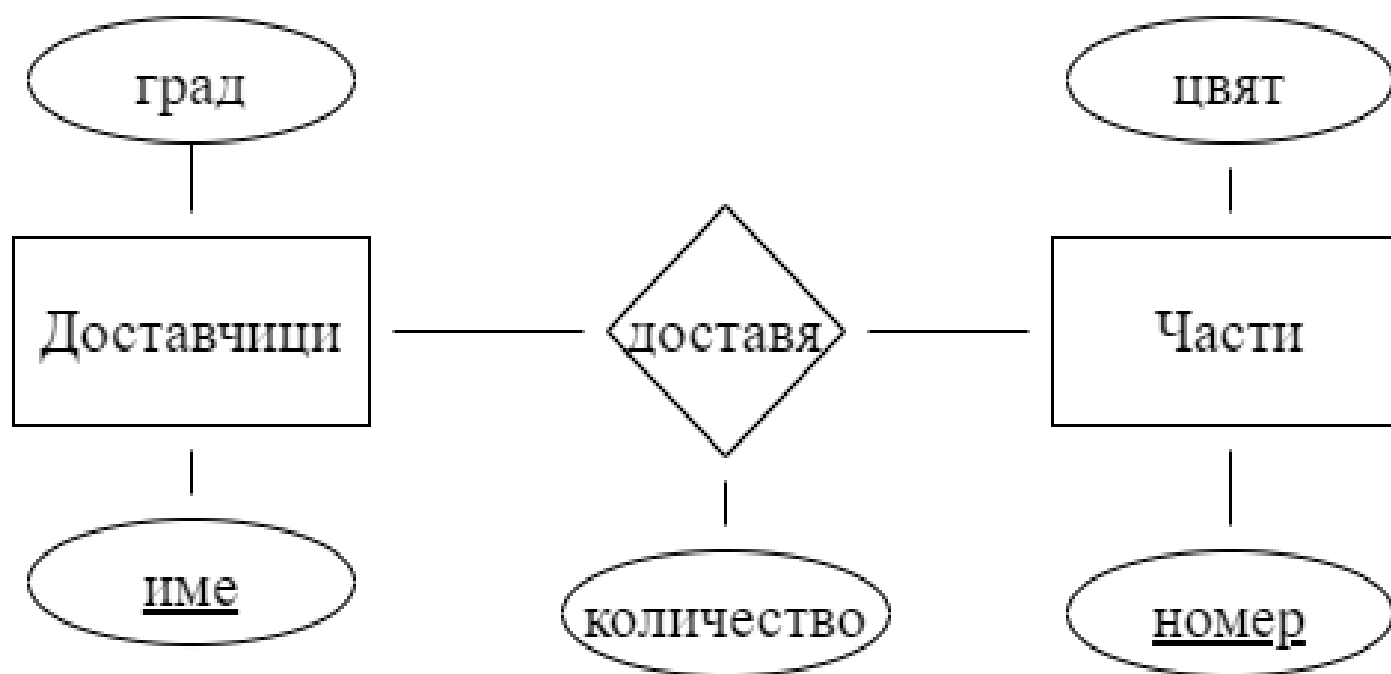 град
цвят
Доставчици
доставя
Части
име
количество
номер